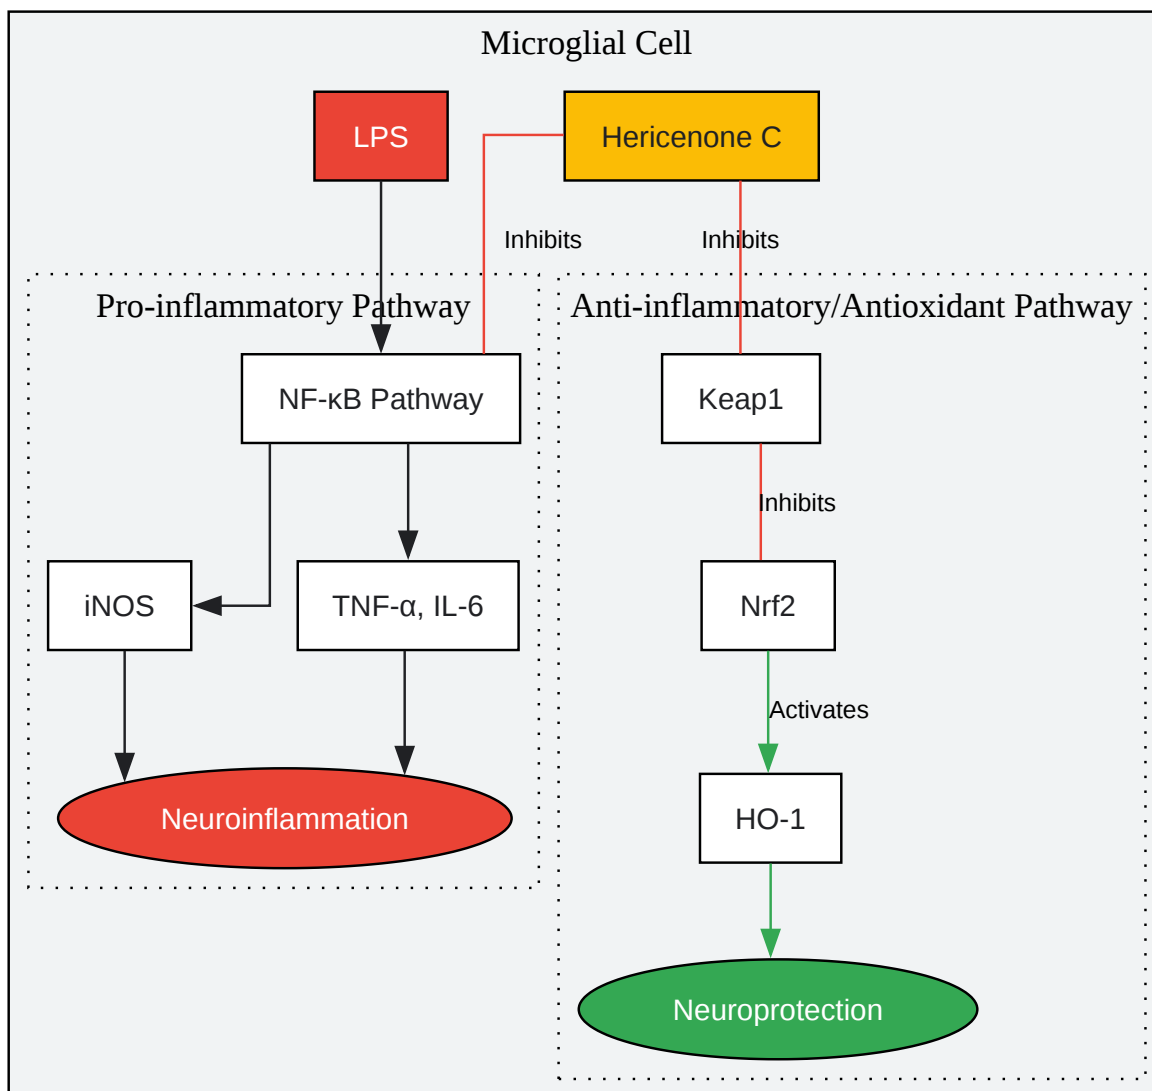 Microglial Cell
LPS
Hericenone C
Inhibits
Inhibits
Pro-inflammatory Pathway
Anti-inflammatory/Antioxidant Pathway
NF-κB Pathway
Keap1
Inhibits
iNOS
TNF-α, IL-6
Nrf2
Activates
Neuroinflammation
HO-1
Neuroprotection